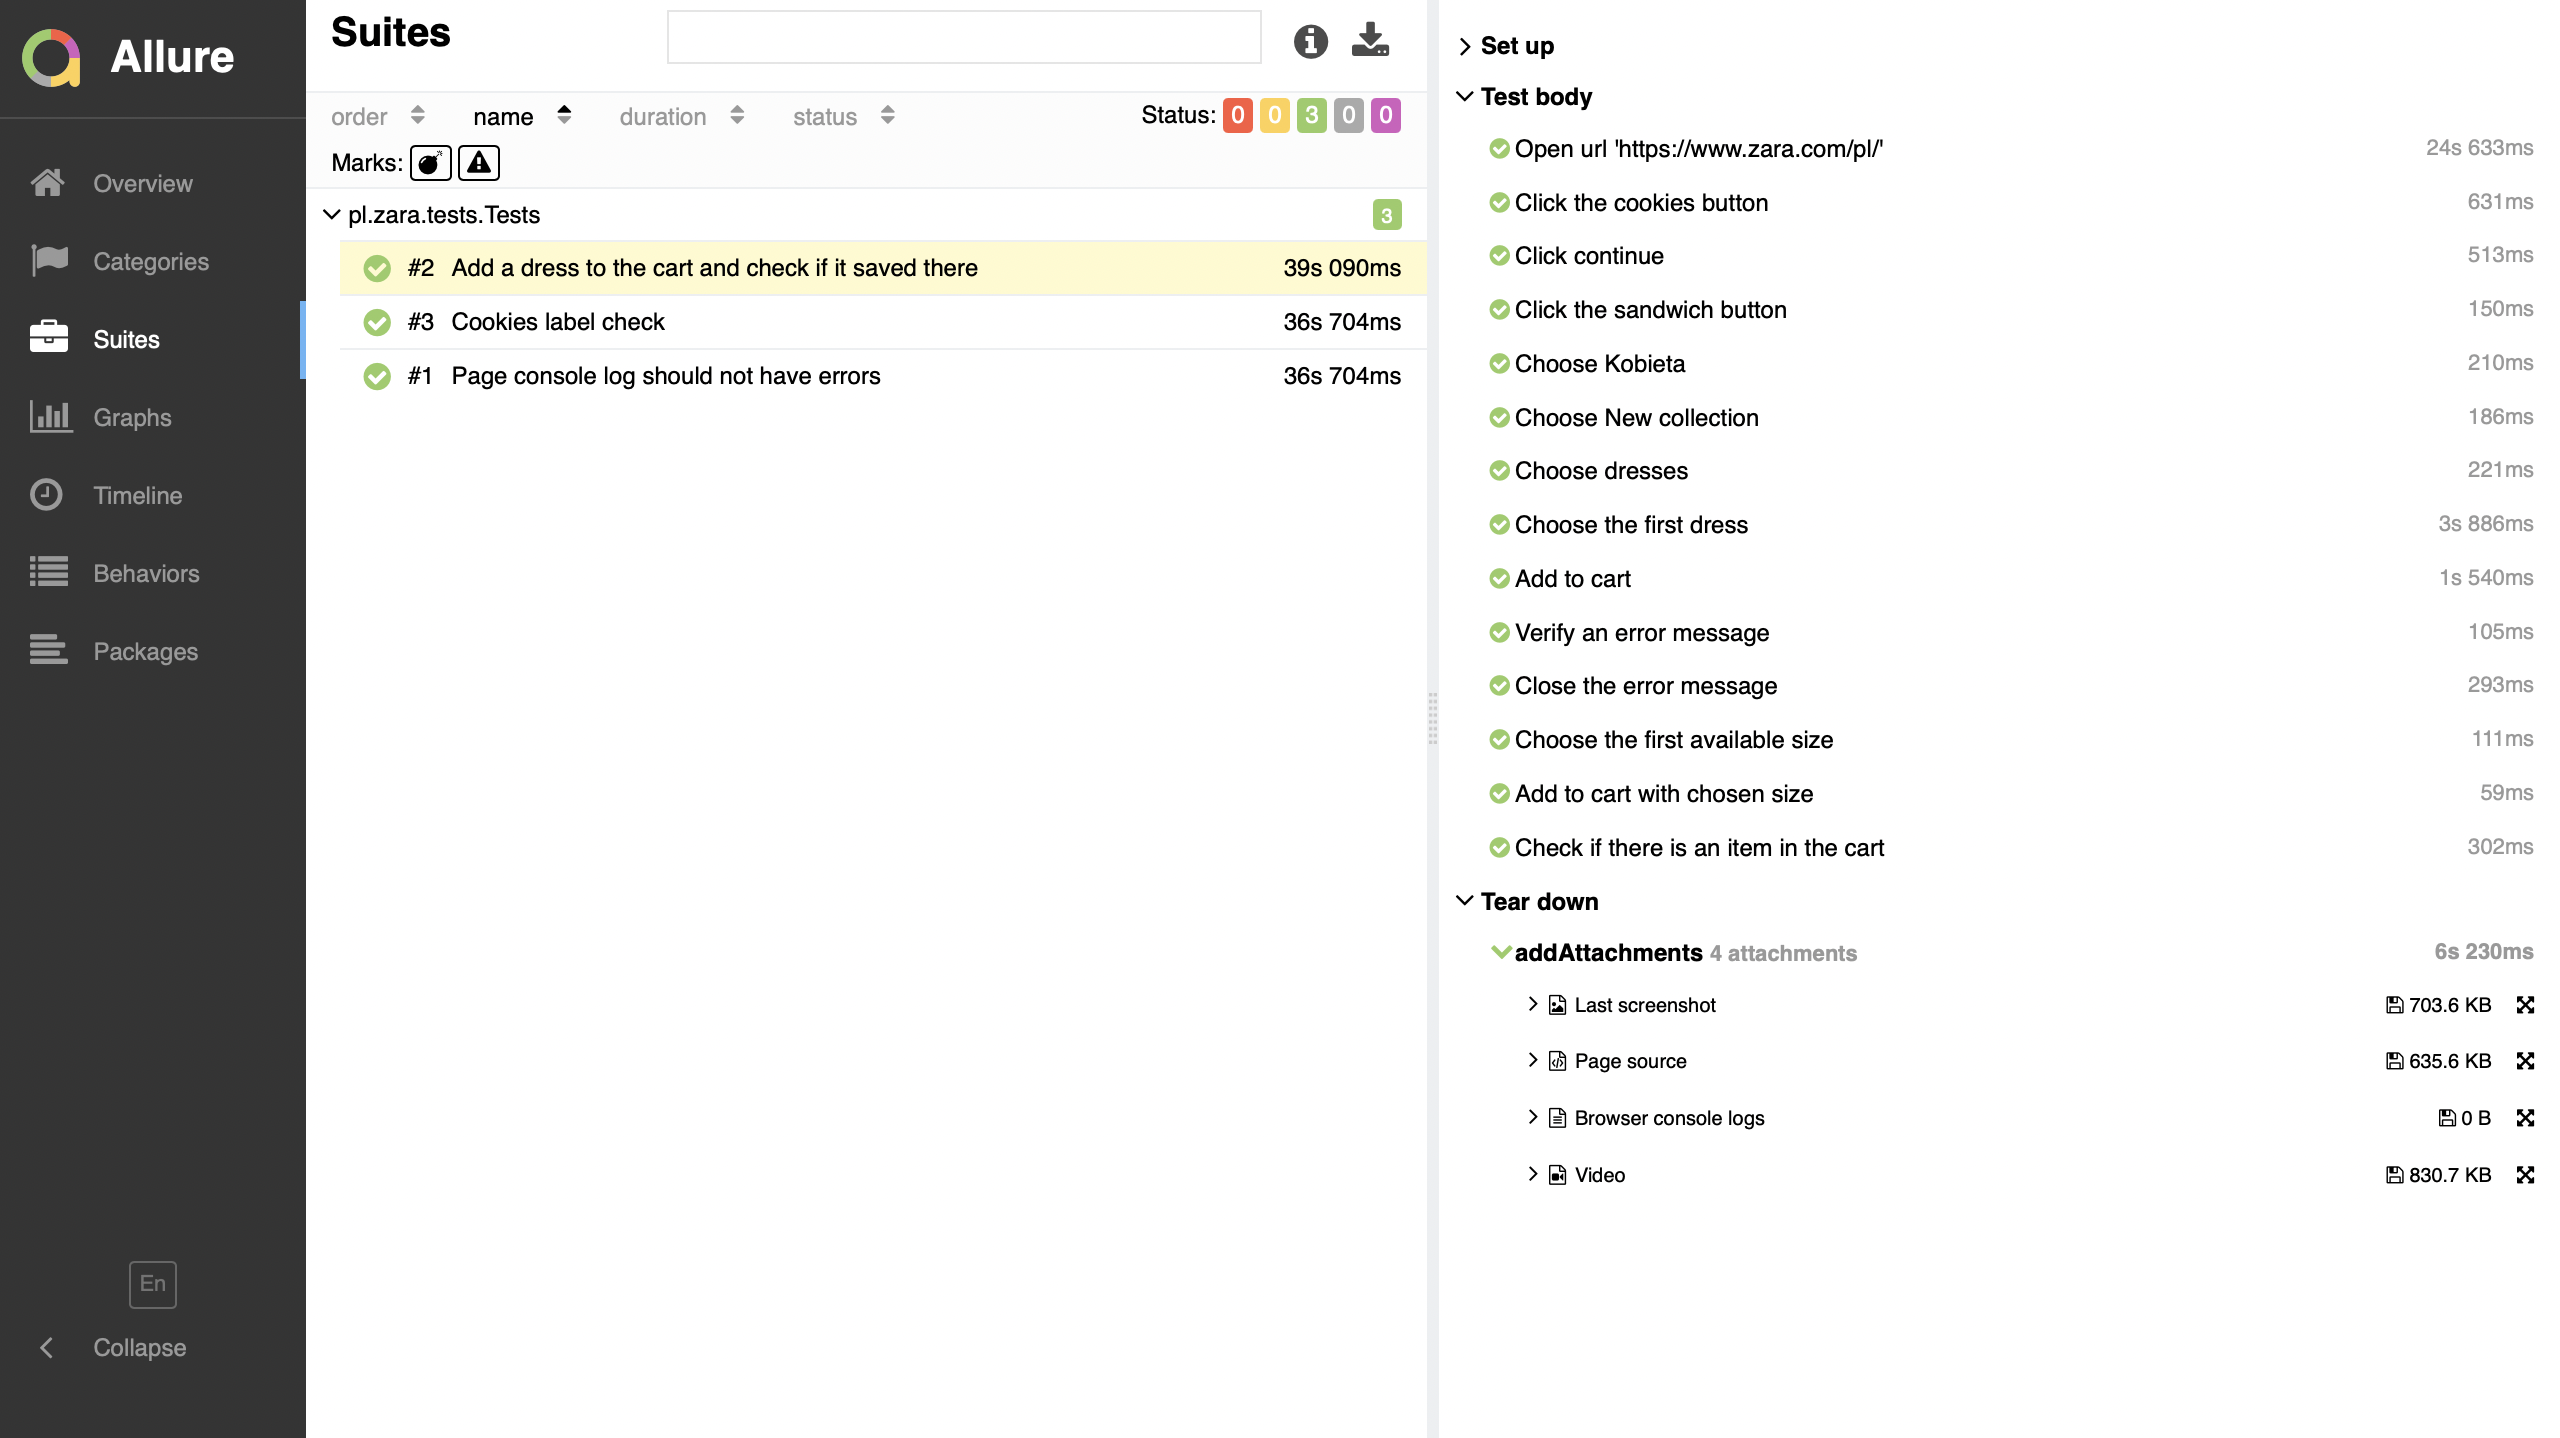 Allure
Overview
Categories
Suites
Graphs
Timeline
Behaviors
Packages
En
Collapse
Suites
order name duration status Status: 0 0 3 0 0
Marks:
pl.zara.tests.Tests 3
#2 Add a dress to the cart and check if it saved there 39s 090ms
#3 Cookies label check 36s 704ms
#1 Page console log should not have errors 36s 704ms
Set up
Test body
Open url 'https://www.zara.com/pl/' 24s 633ms
Click the cookies button 631ms
Click continue 513ms
Click the sandwich button 150ms
Choose Kobieta 210ms
Choose New collection 186ms
Choose dresses 221ms
Choose the first dress 3s 886ms
Add to cart 1s 540ms
Verify an error message 105ms
Close the error message 293ms
Choose the first available size 111ms
Add to cart with chosen size 59ms
Check if there is an item in the cart 302ms
Tear down
addAttachments 4 attachments 6s 230ms
Last screenshot 703.6 KB
Page source 635.6 KB
Browser console logs 0 B
Video 830.7 KB